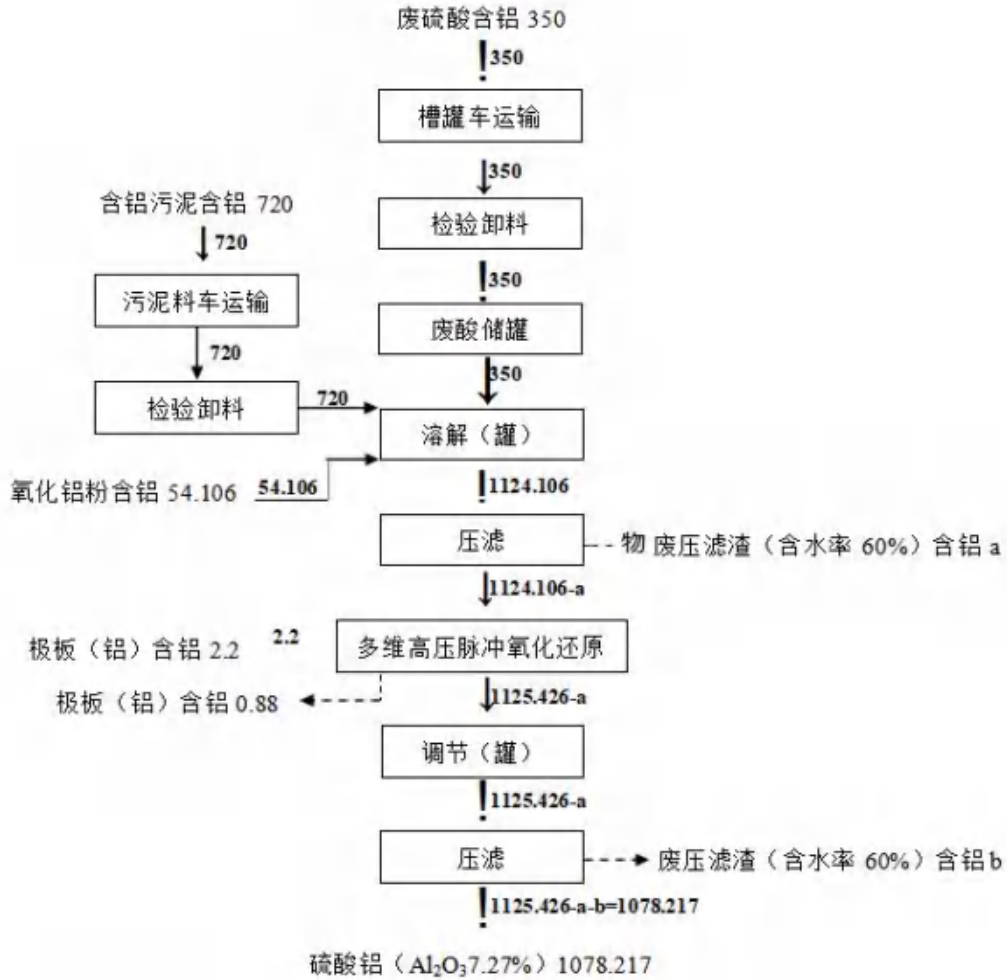 废硫酸含铝 350
350
槽罐车运输
350
含铝污泥含铝 720
检验卸料
720
350
污泥料车运输
废酸储罐
720
350
检验卸料
720
溶解（罐）
氧化铝粉含铝 54.106
54.106
1124.106
压滤
物 废压滤渣（含水率 60%）含铝 a
1124.106-a
极板（铝）含铝 2.2
2.2
多维高压脉冲氧化还原
极板（铝）含铝 0.88
1125.426-a
调节（罐）
1125.426-a
压滤
废压滤渣（含水率 60%）含铝 b
1125.426-a-b=1078.217
硫酸铝（Al₂O₃7.27%）1078.217